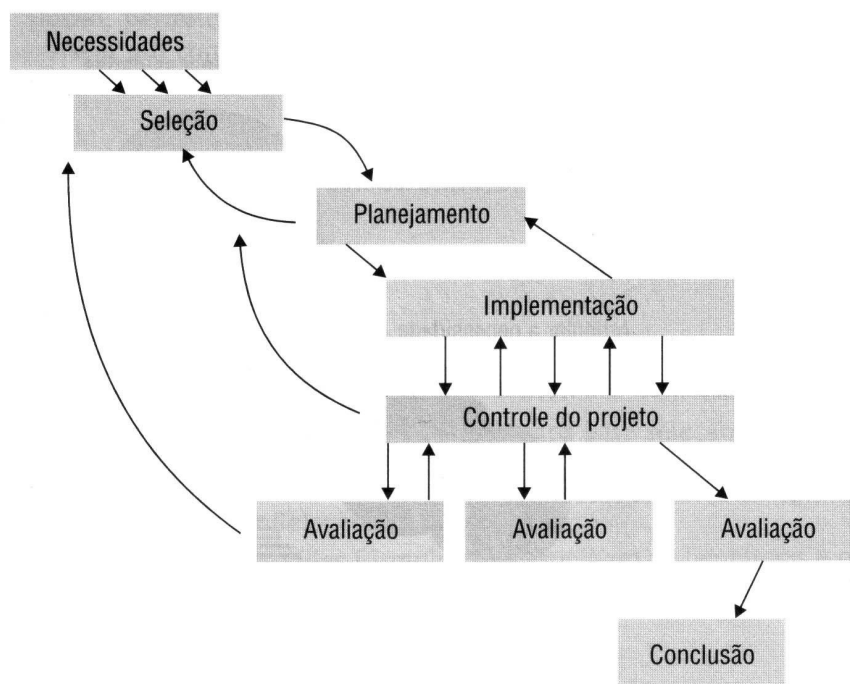 Necessidades
Seleção
Planejamento
Implementação
Controle do projeto
Avaliação
Avaliação
Avaliação
Conclusão